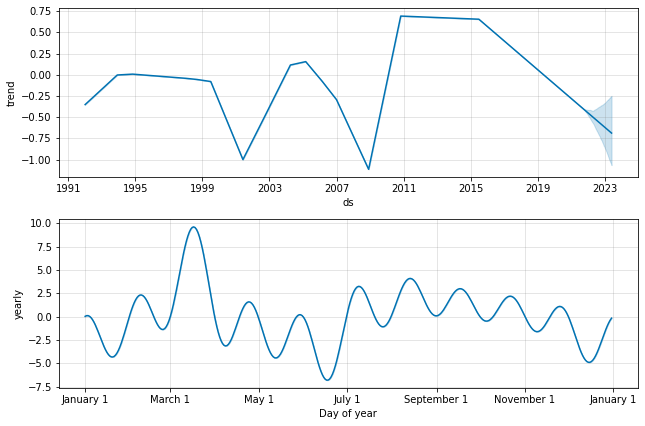 0.75
0.50
0.25
0.00
−0.25
−0.50
−0.75
−1.00
trend
1991 1995 1999 2003 2007 2011 2015 2019 2023
ds
10.0
7.5
5.0
2.5
0.0
−2.5
−5.0
−7.5
yearly
January 1 March 1 May 1 July 1 September 1 November 1 January 1
Day of year